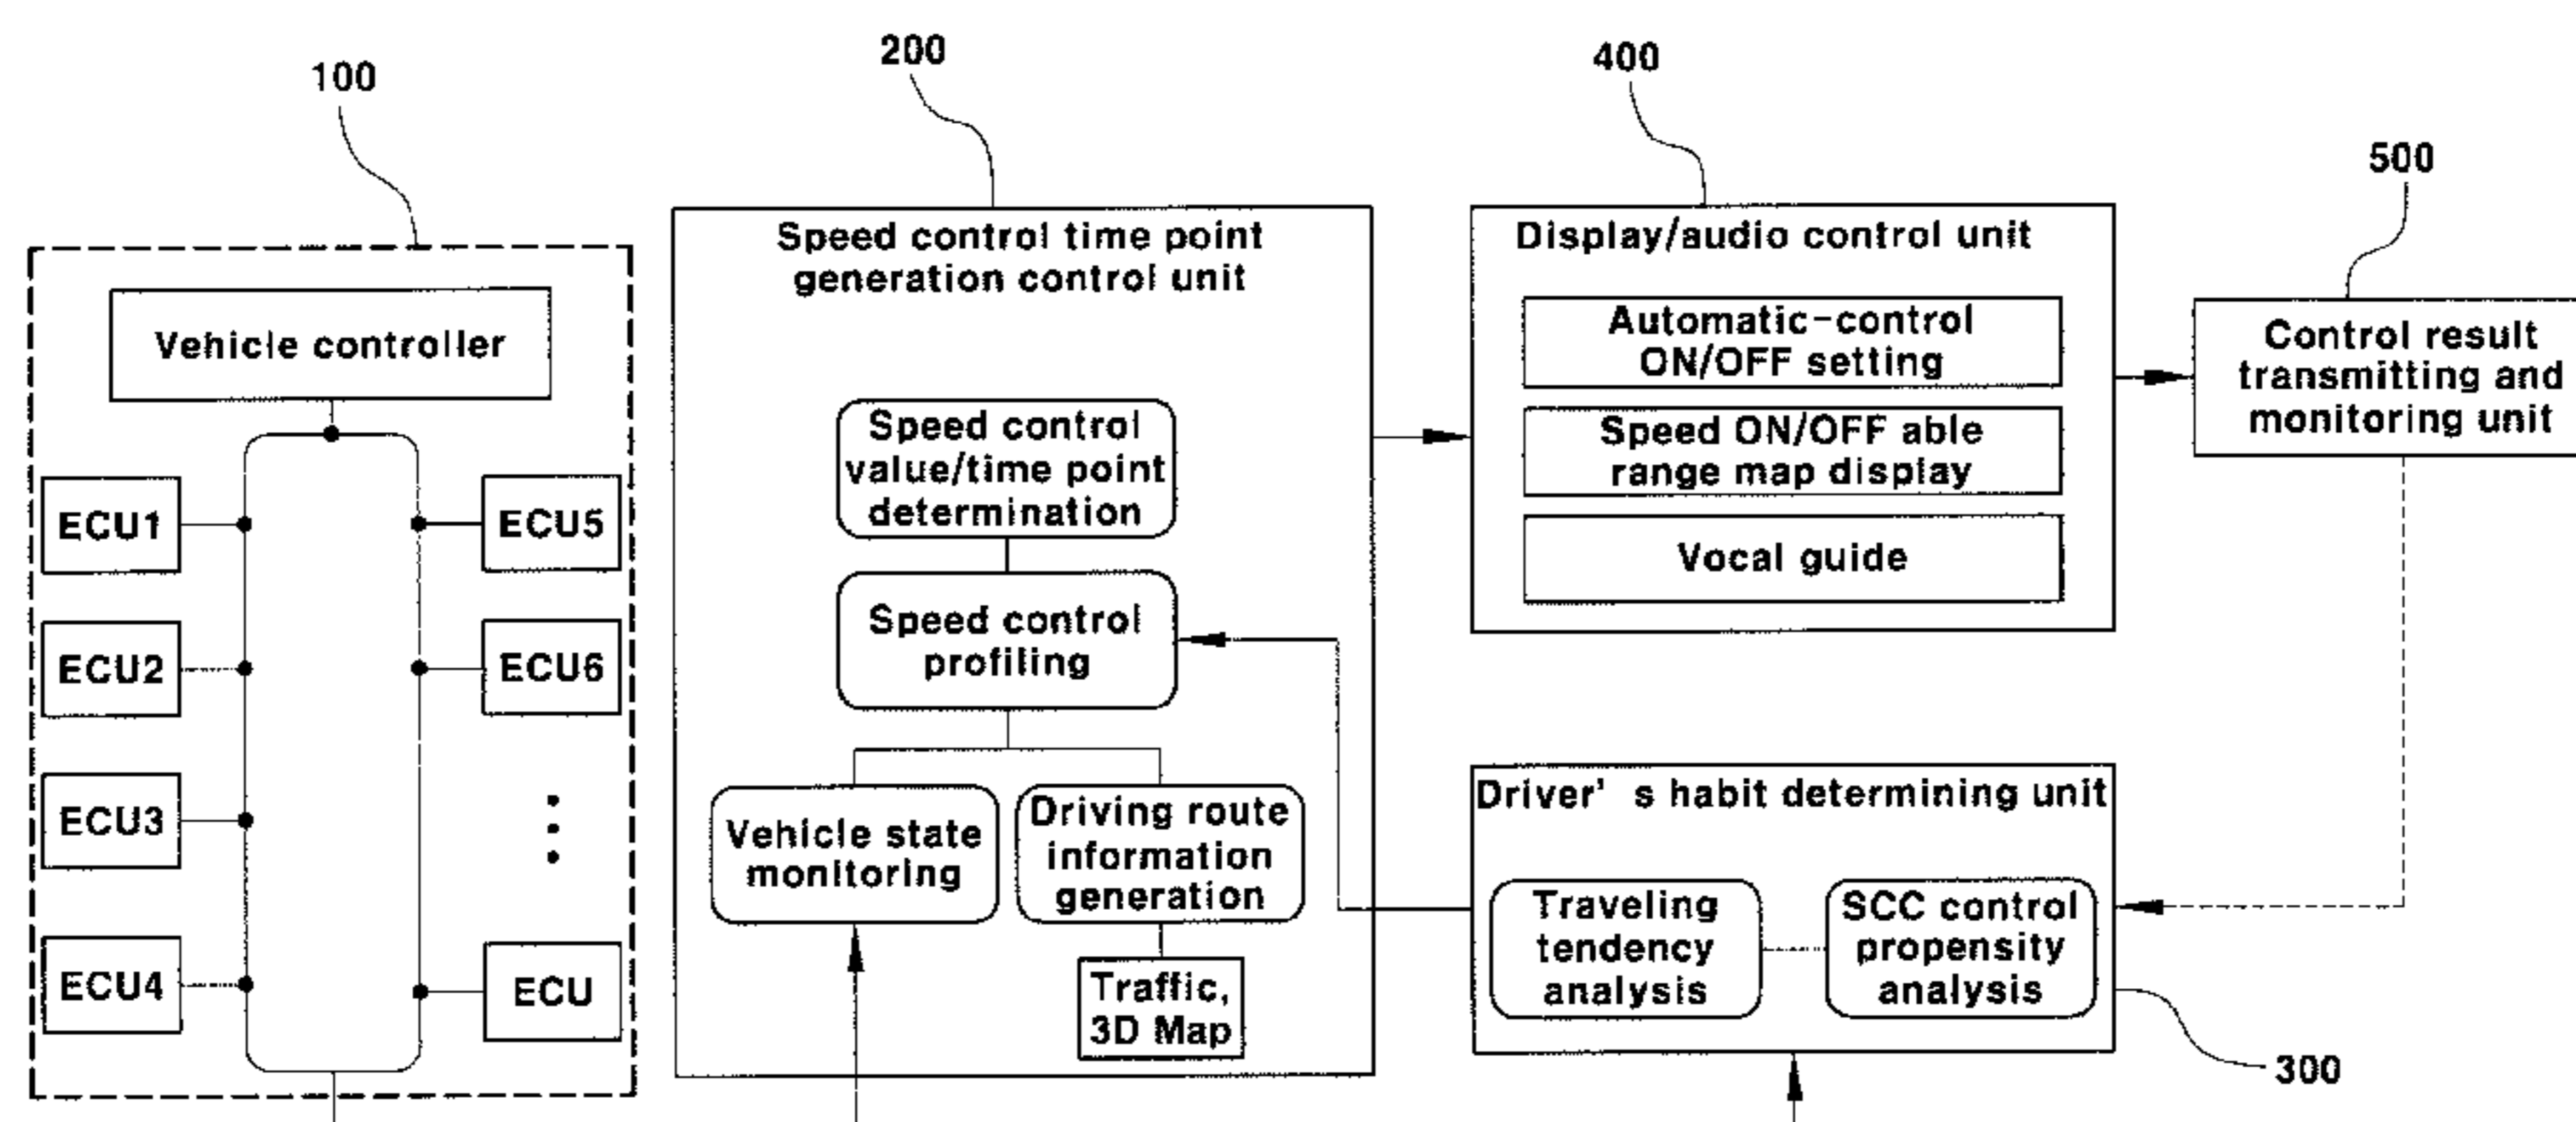 100
Vehicle controller
ECU1
ECU5
ECU2
ECU6
ECU3
ECU4
ECU
200
Speed control time point
generation control unit
Speed control
value/time point
determination
Speed control
profiling
Vehicle state
monitoring
Driving route
information
generation
Traffic,
3D Map
400
Display/audio control unit
Automatic-control
ON/OFF setting
Speed ON/OFF able
range map display
Vocal guide
500
Control result
transmitting and
monitoring unit
Driver's habit determining unit
Traveling
tendency
analysis
SCC control
propensity
analysis
300